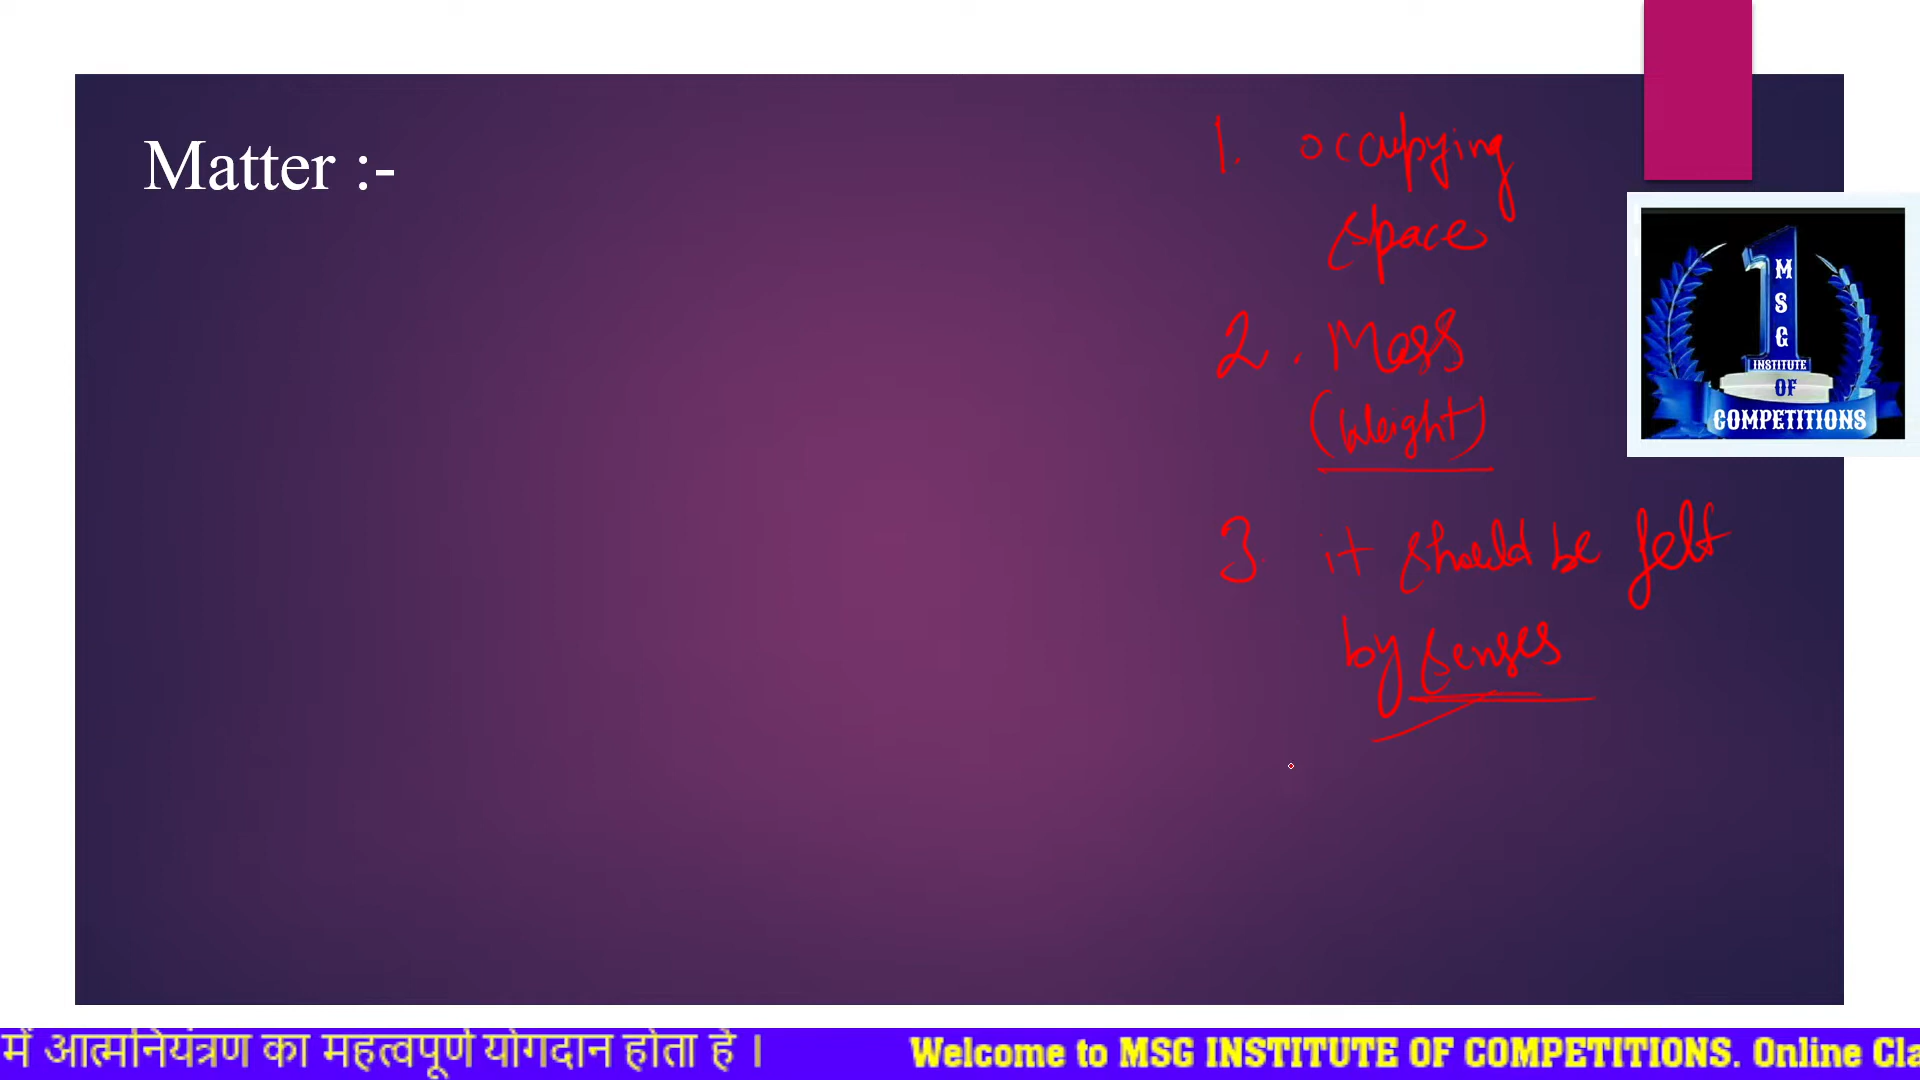 Matter :-
1. occupying
space
2. Mass
(Weight)
3. it should be felt
by senses
1
M
S
G
INSTITUTE
OF
COMPETITIONS
में आत्मनियंत्रण का महत्वपूर्ण योगदान होता है । Welcome to MSG INSTITUTE OF COMPETITIONS. Online Cla